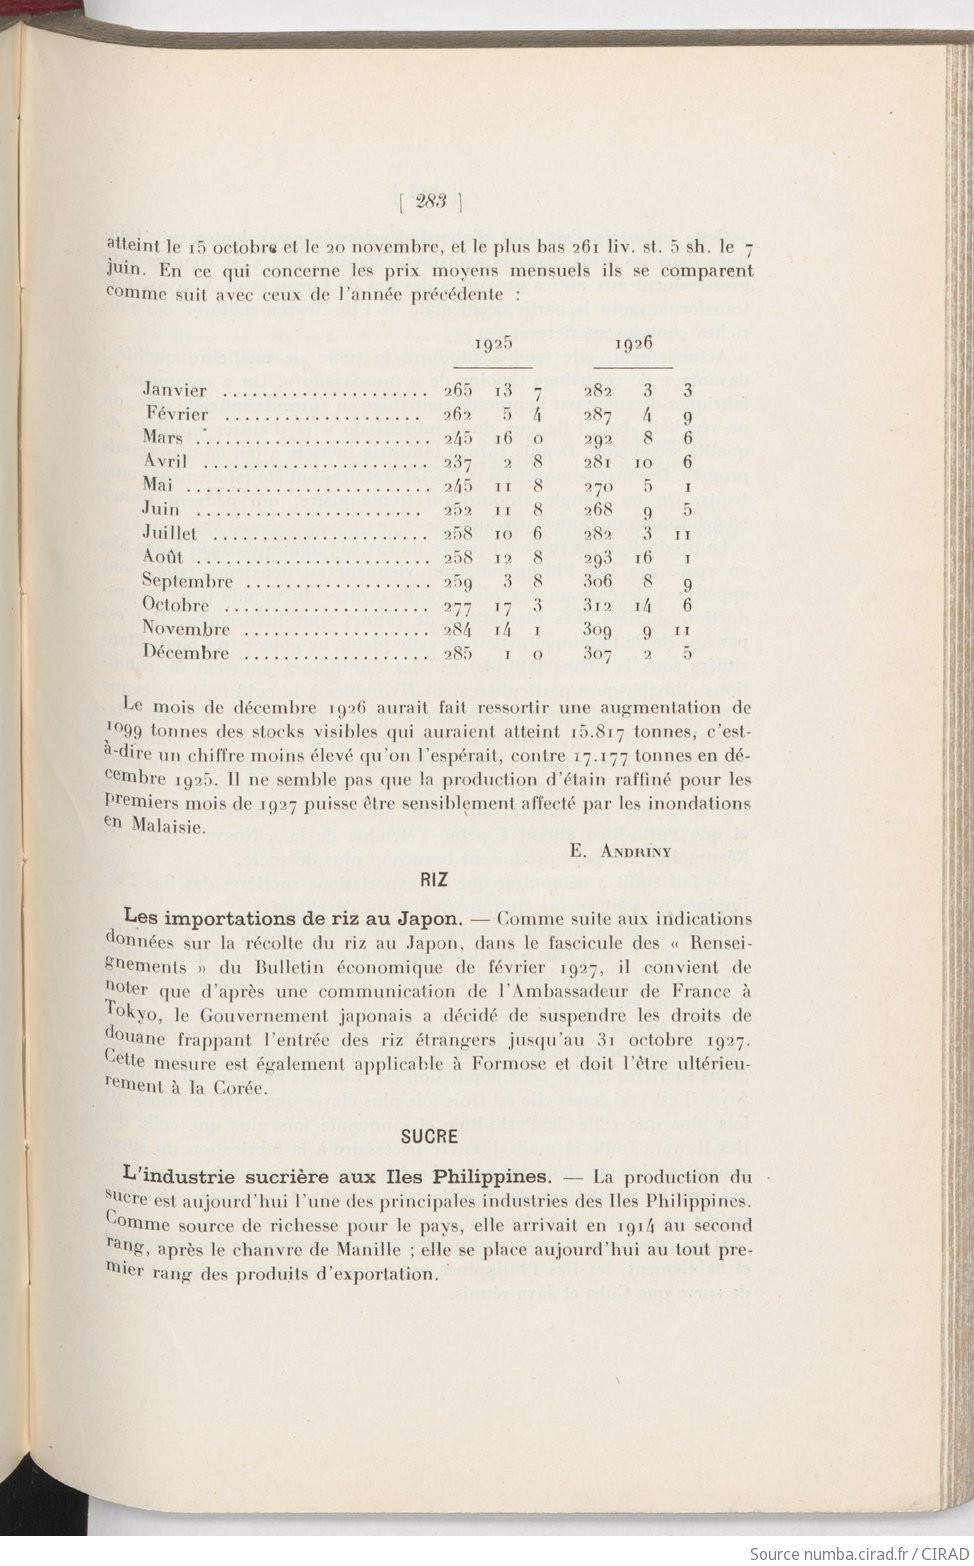 [ 283 ]
atteint le 15 octobre et le 20 novembre, et le plus bas 261 liv. st. 5 sh. le 7
juin. En ce qui concerne les prix moyens mensuels ils se comparent
comme suit avec ceux de l'année précédente :
1925 1926
Janvier .................... 265 13 7 282 3 3
Février ................... 262 5 4 287 4 9
Mars ...................... 245 16 0 292 8 6
Avril ...................... 237 2 8 281 10 6
Mai ........................ 245 11 8 270 5 1
Juin ...................... 252 11 8 268 9 5
Juillet ..................... 258 10 6 282 3 11
Août ....................... 258 12 8 293 16 1
Septembre .................. 259 3 8 306 8 9
Octobre .................... 277 17 3 312 14 6
Novembre .................. 284 14 1 309 9 11
Décembre .................. 285 1 0 307 2 5
Le mois de décembre 1926 aurait fait ressortir une augmentation de
1099 tonnes des stocks visibles qui auraient atteint 15.817 tonnes, c'est-
à-dire un chiffre moins élevé qu'on l'espérait, contre 17.177 tonnes en dé-
cembre 1925. Il ne semble pas que la production d'étain raffiné pour les
premiers mois de 1927 puisse être sensiblement affecté par les inondations
en Malaisie.
E. ANDRINY
RIZ
Les importations de riz au Japon. — Comme suite aux indications
données sur la récolte du riz au Japon, dans le fascicule des « Rensei-
gnements » du Bulletin économique de février 1927, il convient de
noter que d'après une communication de l'Ambassadeur de France à
Tokyo, le Gouvernement japonais a décidé de suspendre les droits de
douane frappant l'entrée des riz étrangers jusqu'au 31 octobre 1927.
Cette mesure est également applicable à Formose et doit l'être ultérieu-
rement à la Corée.
SUCRE
L'industrie sucrière aux Iles Philippines. — La production du
sucre est aujourd'hui l'une des principales industries des Iles Philippines.
Comme source de richesse pour le pays, elle arrivait en 1914 au second
rang, après le chanvre de Manille ; elle se place aujourd'hui au tout pre-
mier rang des produits d'exportation.
Source numba.cirad.fr / CIRAD